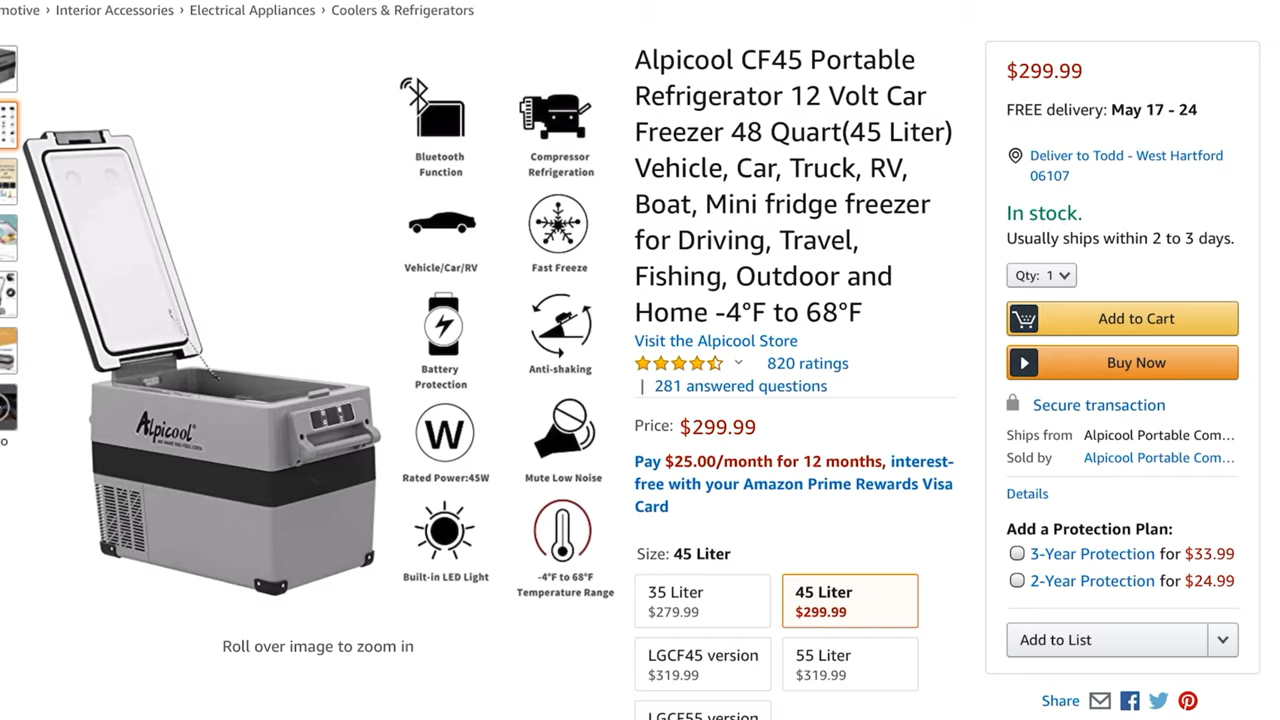 motive › Interior Accessories › Electrical Appliances › Coolers & Refrigerators
Bluetooth
Function
Compressor
Refrigeration
Vehicle/Car/RV
Fast Freeze
Battery
Protection
Anti-shaking
W
Rated Power:45W
Mute Low Noise
Built-in LED Light
-4°F to 68°F
Temperature Range
Alpicool
Roll over image to zoom in
Alpicool CF45 Portable
Refrigerator 12 Volt Car
Freezer 48 Quart(45 Liter)
Vehicle, Car, Truck, RV,
Boat, Mini fridge freezer
for Driving, Travel,
Fishing, Outdoor and
Home -4°F to 68°F
Visit the Alpicool Store
820 ratings
| 281 answered questions
Price: $299.99
Pay $25.00/month for 12 months, interest-
free with your Amazon Prime Rewards Visa
Card
Size: 45 Liter
35 Liter
$279.99
45 Liter
$299.99
LGCF45 version
$319.99
55 Liter
$319.99
LGCF55 version
$299.99
FREE delivery: May 17 - 24
Deliver to Todd - West Hartford
06107
In stock.
Usually ships within 2 to 3 days.
Qty: 1
Add to Cart
Buy Now
Secure transaction
Ships from Alpicool Portable Com...
Sold by Alpicool Portable Com...
Details
Add a Protection Plan:
3-Year Protection for $33.99
2-Year Protection for $24.99
Add to List
Share